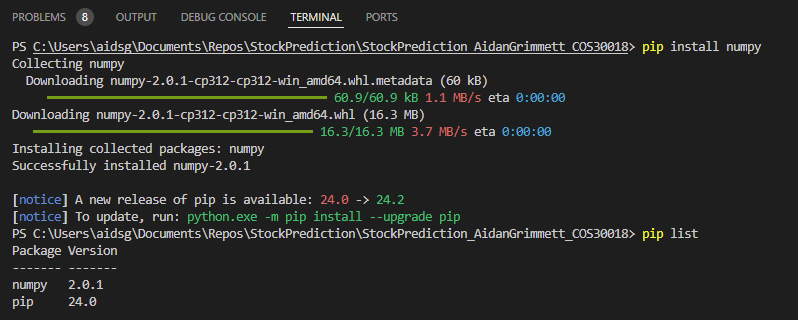 PROBLEMS 8 OUTPUT DEBUG CONSOLE TERMINAL PORTS
PS C:\Users\aidsg\Documents\Repos\StockPrediction\StockPrediction_AidanGrimmett_COS30018> pip install numpy
Collecting numpy
  Downloading numpy-2.0.1-cp312-cp312-win_amd64.whl.metadata (60 kB)
60.9/60.9 kB 1.1 MB/s eta 0:00:00
Downloading numpy-2.0.1-cp312-cp312-win_amd64.whl (16.3 MB)
16.3/16.3 MB 3.7 MB/s eta 0:00:00
Installing collected packages: numpy
Successfully installed numpy-2.0.1
[notice] A new release of pip is available: 24.0 -> 24.2
[notice] To update, run: python.exe -m pip install --upgrade pip
PS C:\Users\aidsg\Documents\Repos\StockPrediction\StockPrediction_AidanGrimmett_COS30018> pip list
Package Version
------- -------
numpy   2.0.1
pip     24.0